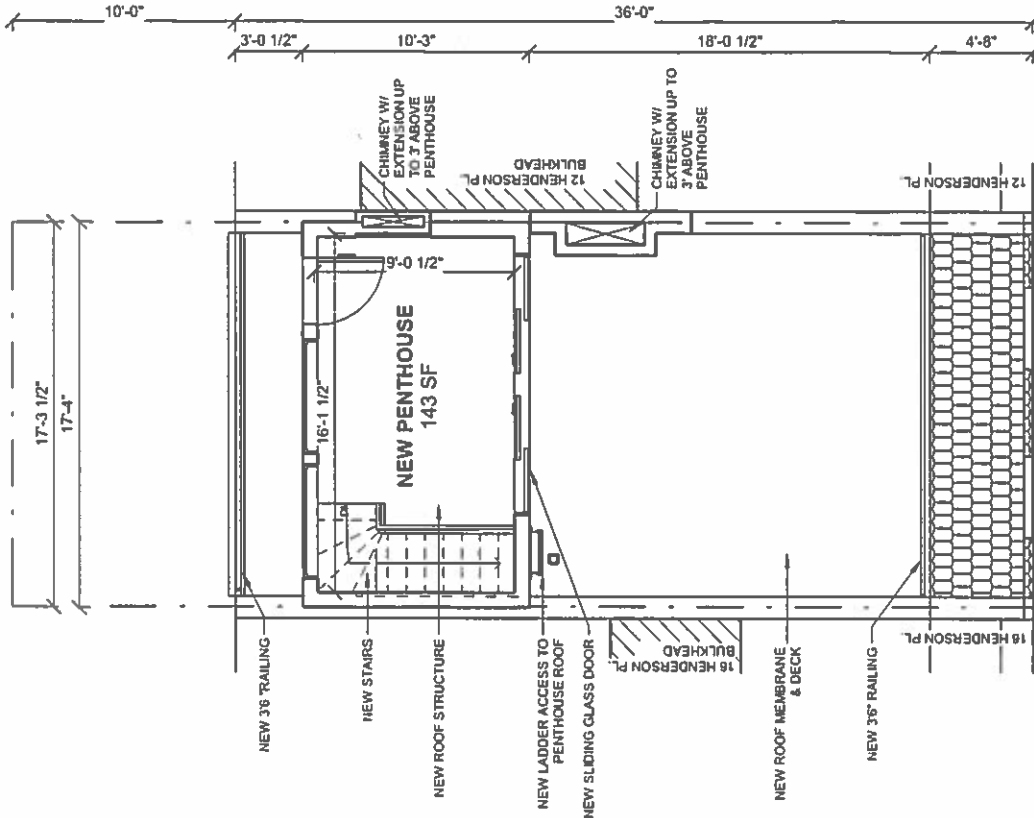 10'-0"
36'-0"
3'-0 1/2"
10'-3"
18'-0 1/2"
4'-8"
CHIMNEY W/
EXTENSION UP
TO 3' ABOVE
PENTHOUSE
12 HENDERSON PL.
BULKHEAD
CHIMNEY W/
EXTENSION UP TO
3' ABOVE
PENTHOUSE
12 HENDERSON PL.
17'-3 1/2"
17'-4"
9'-0 1/2"
16'-1 1/2"
NEW PENTHOUSE
143 SF
NEW 3'6 "RAILING
NEW STAIRS
NEW ROOF STRUCTURE
NEW LADDER ACCESS TO
PENTHOUSE ROOF
NEW SLIDING GLASS DOOR
16 HENDERSON PL.
BULKHEAD
NEW ROOF MEMBRANE
& DECK
NEW 3'6" RAILING
16 HENDERSON PL.